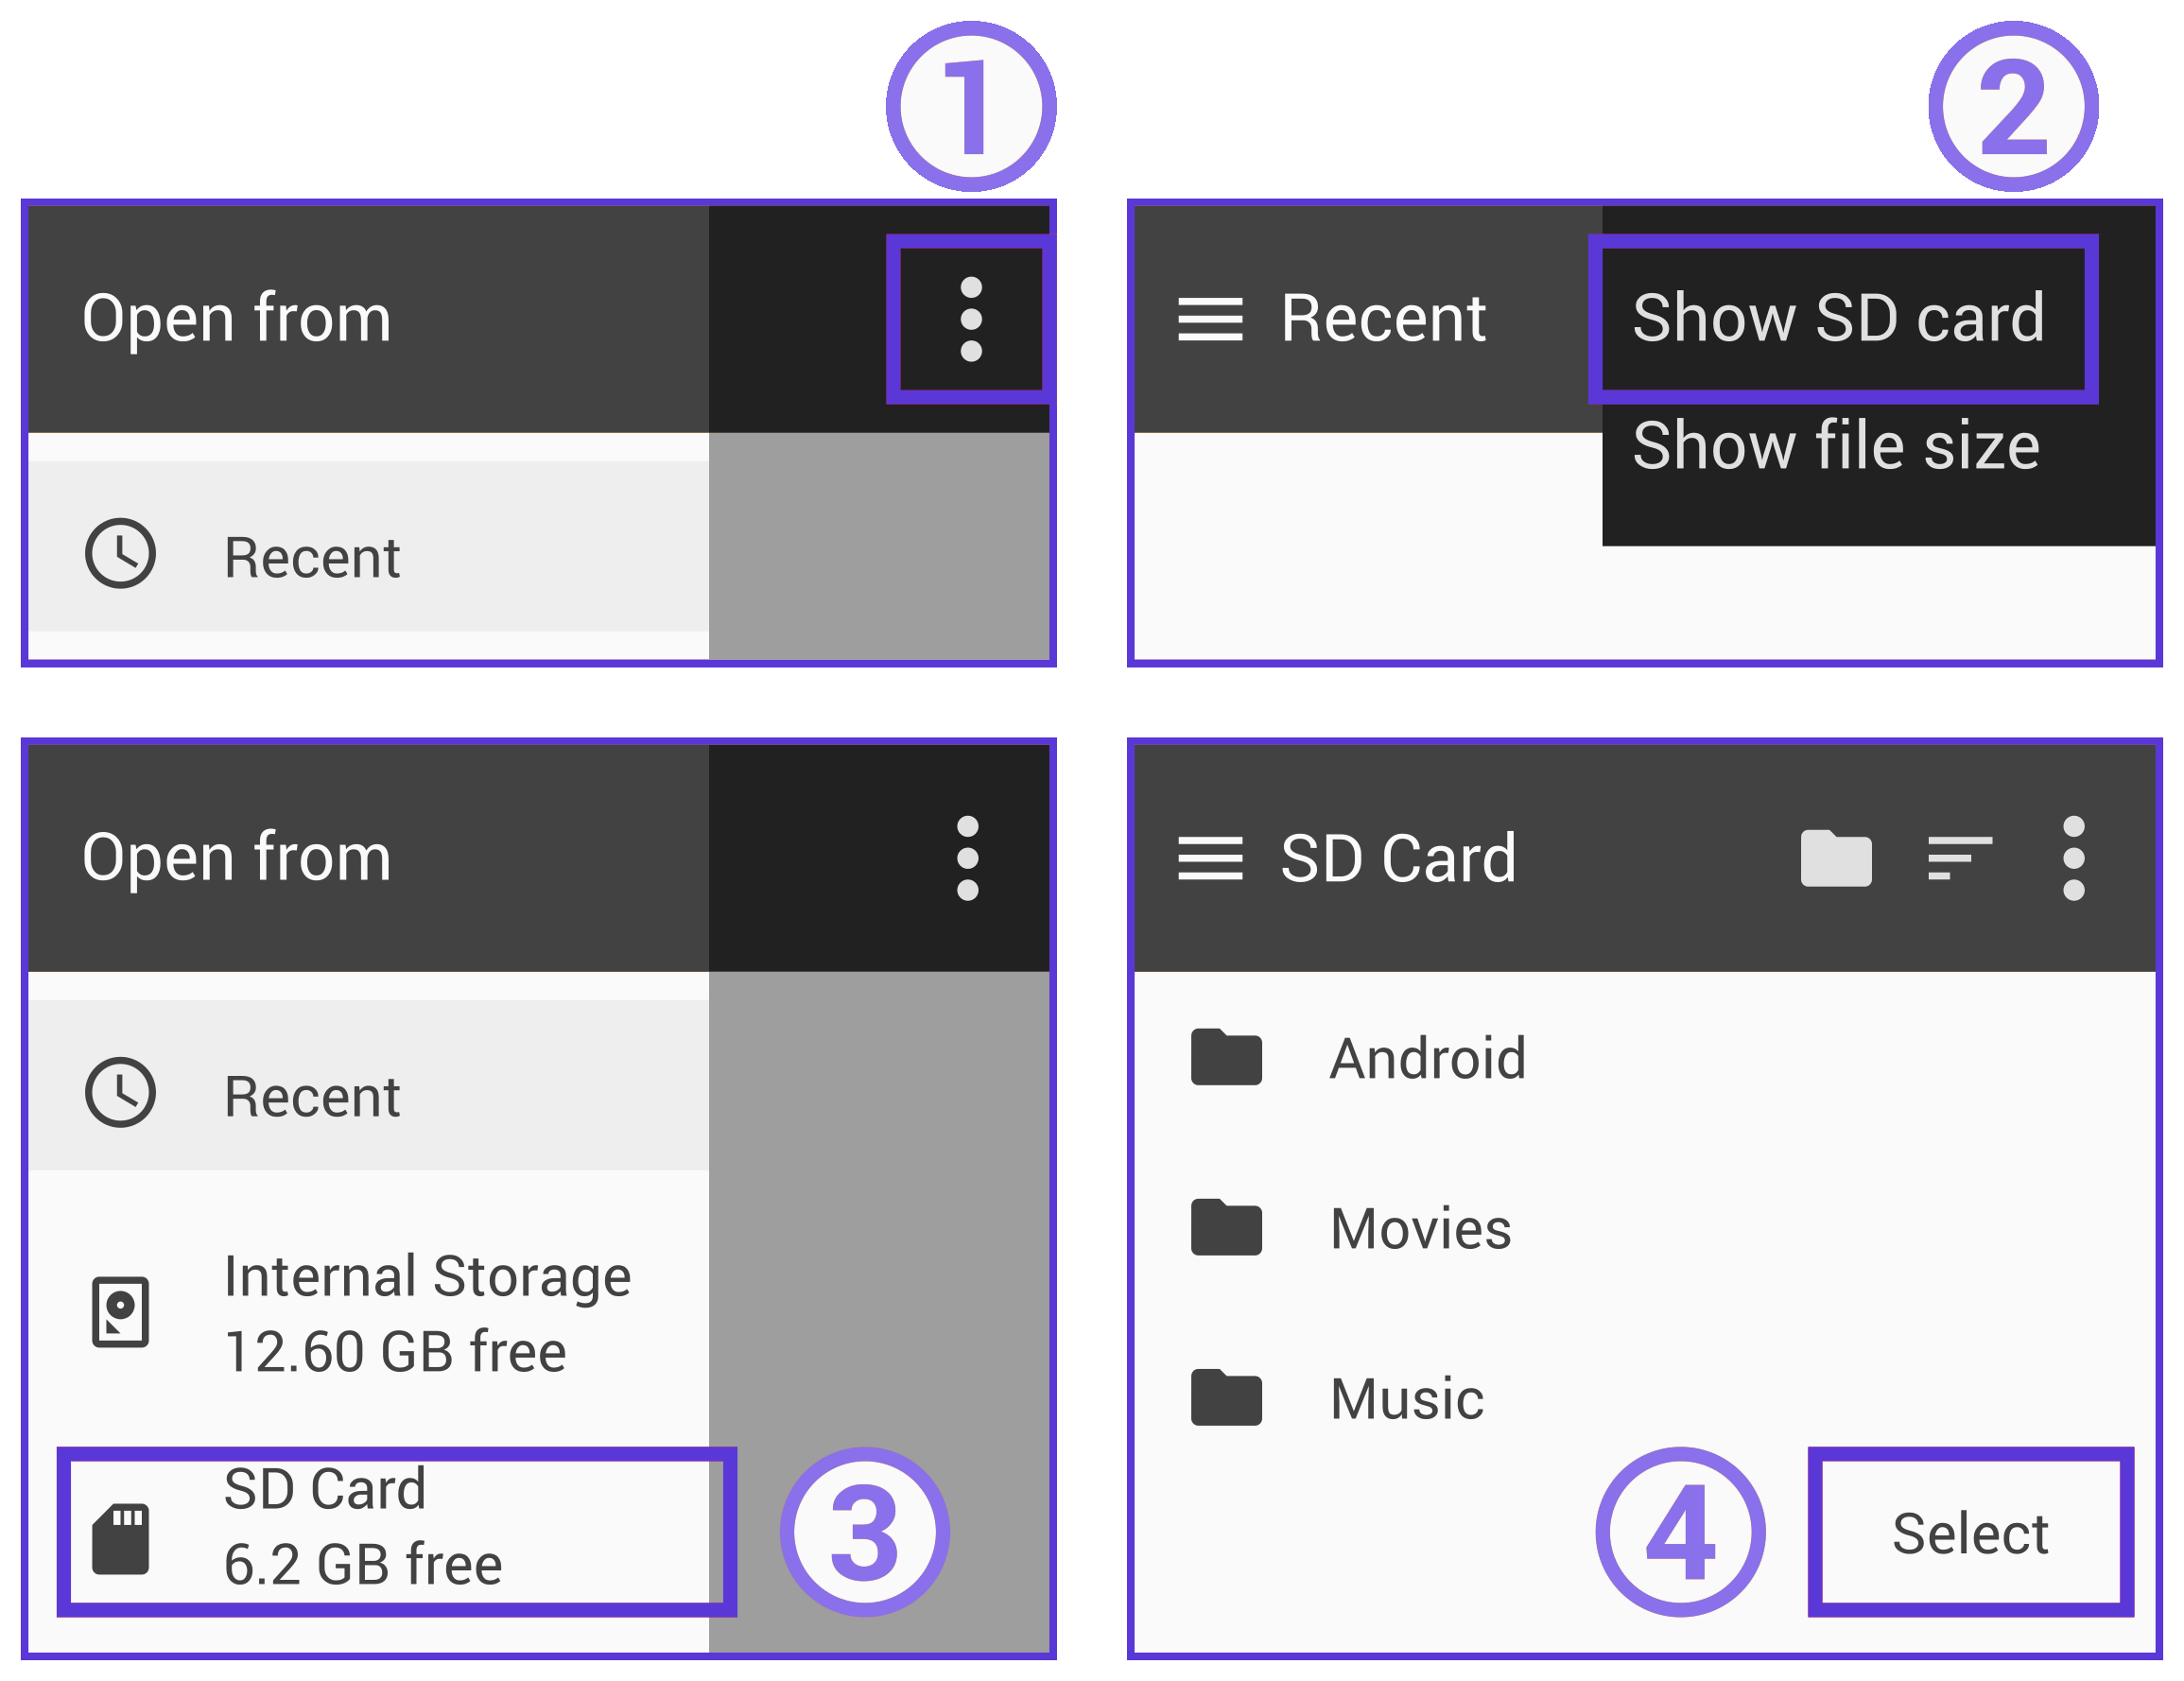 1
Open from
Recent
2
Recent
Show SD card
Show file size
Open from
Recent
Internal Storage
12.60 GB free
SD Card
6.2 GB free
3
SD Card
Android
Movies
Music
4
Select